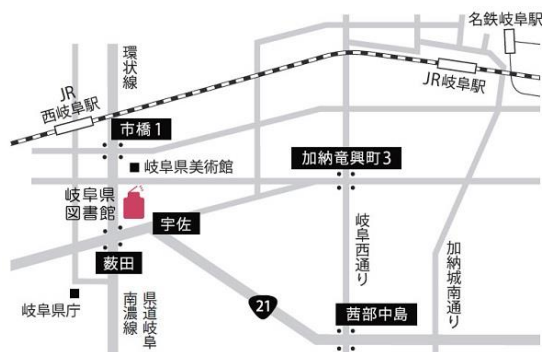 名鉄岐阜駅
環状線
JR
西岐阜駅
JR岐阜駅
市橋1
岐阜県美術館
加納竜興町3
岐阜県
図書館
宇佐
薮田
岐阜西通り
加納城南通り
岐阜県庁
県道岐阜
南濃線
21
茜部中島